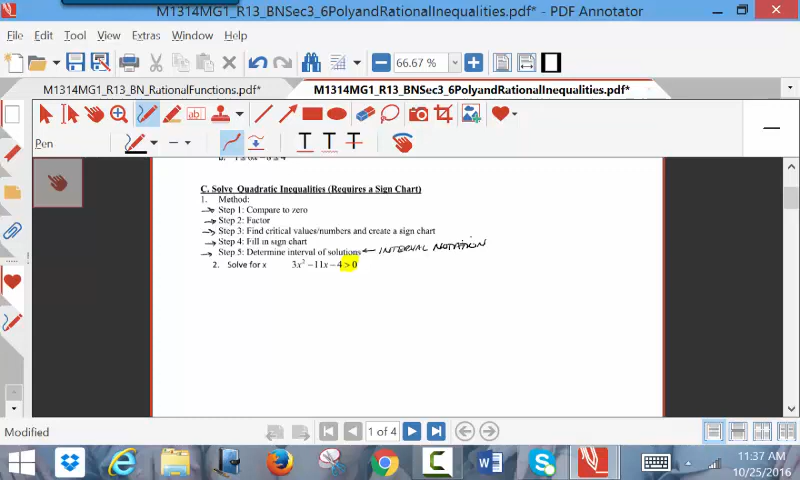 M1314MG1_R13_BNSec3_6PolyandRationalInequalities.pdf* - PDF Annotator
File Edit Tool View Extras Window Help
66.67 %
M1314MG1_R13_BN_RationalFunctions.pdf* M1314MG1_R13_BNSec3_6PolyandRationalInequalities.pdf*
ab
Pen T T T
C. Solve Quadratic Inequalities (Requires a Sign Chart)
1. Method:
Step 1: Compare to zero
Step 2: Factor
Step 3: Find critical values/numbers and create a sign chart
Step 4: Fill in sign chart
Step 5: Determine interval of solutions ← INTERVAL NOTATION
2. Solve for x 3x² − 11x − 4 > 0
Modified 1 of 4
11:37 AM
10/25/2016